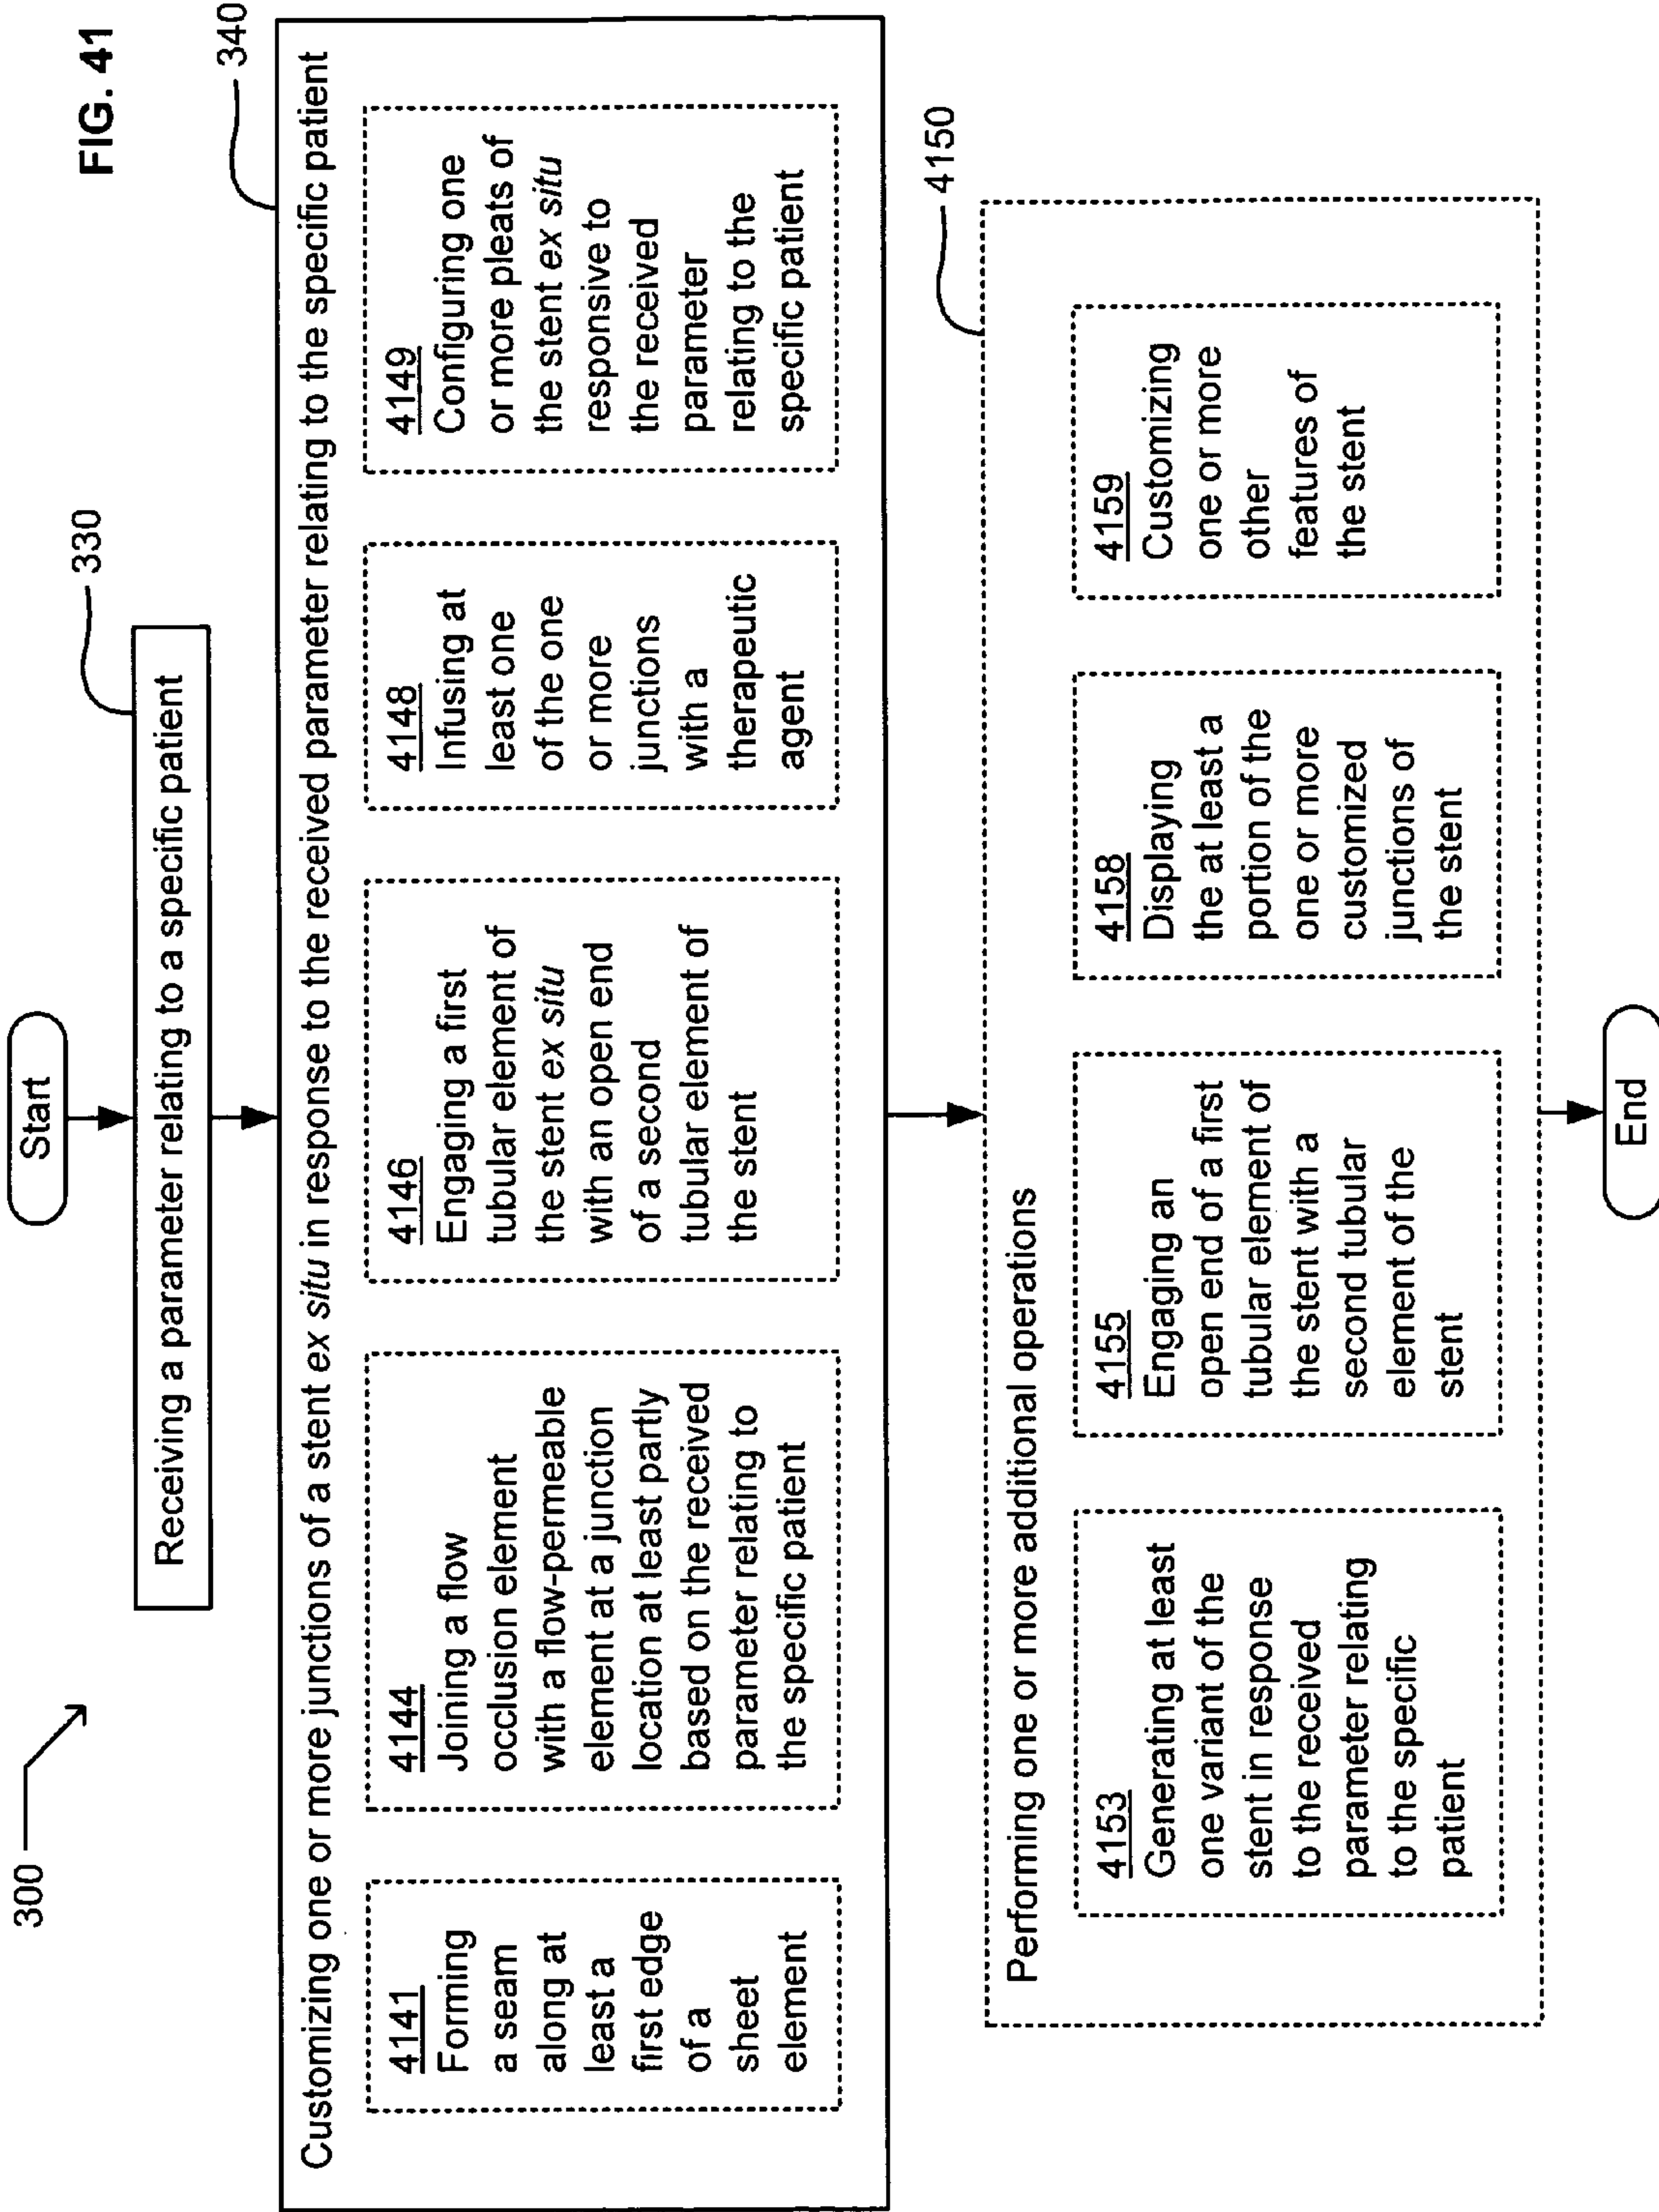 FIG. 41
300
Start
330
Receiving a parameter relating to a specific patient
340
Customizing one or more junctions of a stent ex situ in response to the received parameter relating to the specific patient
4141
Forming
a seam
along at
least a
first edge
of a
sheet
element
4144
Joining a flow
occlusion element
with a flow-permeable
element at a junction
location at least partly
based on the received
parameter relating to
the specific patient
4146
Engaging a first
tubular element of
the stent ex situ
with an open end
of a second
tubular element of
the stent
4148
Infusing at
least one
of the one
or more
junctions
with a
therapeutic
agent
4149
Configuring one
or more pleats of
the stent ex situ
responsive to
the received
parameter
relating to the
specific patient
4150
Performing one or more additional operations
4153
Generating at least
one variant of the
stent in response
to the received
parameter relating
to the specific
patient
4155
Engaging an
open end of a first
tubular element of
the stent with a
second tubular
element of the
stent
4158
Displaying
the at least a
portion of the
one or more
customized
junctions of
the stent
4159
Customizing
one or more
other
features of
the stent
End